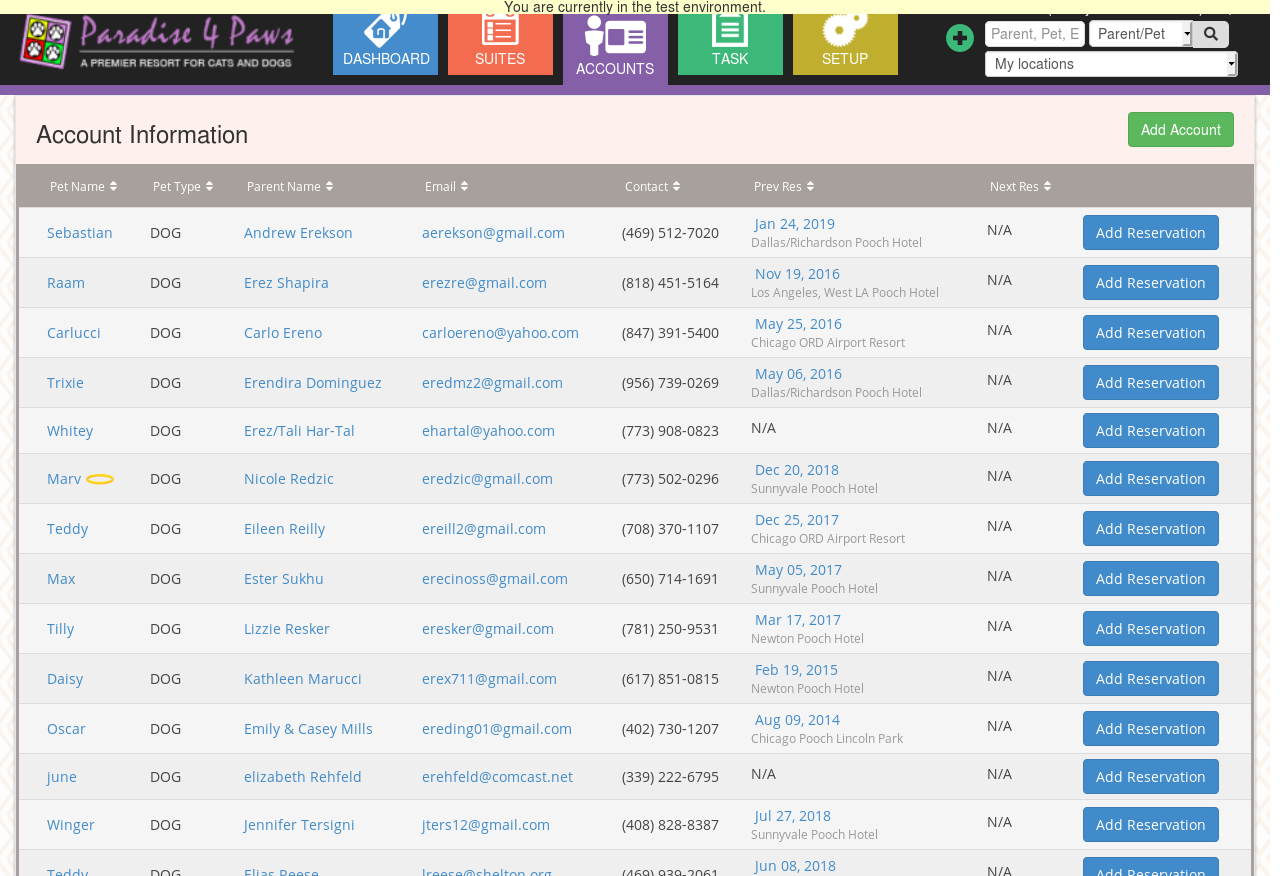 You are currently in the test environment.
Paradise 4 Paws
A PREMIER RESORT FOR CATS AND DOGS
DASHBOARD
SUITES
ACCOUNTS
TASK
SETUP
Parent, Pet, E
Parent/Pet
My locations
Account Information
Add Account
Pet Name Pet Type Parent Name Email Contact Prev Res Next Res
Sebastian DOG Andrew Erekson aerekson@gmail.com (469) 512-7020 Jan 24, 2019 N/A Add Reservation
Dallas/Richardson Pooch Hotel
Raam DOG Erez Shapira erezre@gmail.com (818) 451-5164 Nov 19, 2016 N/A Add Reservation
Los Angeles, West LA Pooch Hotel
Carlucci DOG Carlo Ereno carloereno@yahoo.com (847) 391-5400 May 25, 2016 N/A Add Reservation
Chicago ORD Airport Resort
Trixie DOG Erendira Dominguez eredmz2@gmail.com (956) 739-0269 May 06, 2016 N/A Add Reservation
Dallas/Richardson Pooch Hotel
Whitey DOG Erez/Tali Har-Tal ehartal@yahoo.com (773) 908-0823 N/A N/A Add Reservation
Marv DOG Nicole Redzic eredzic@gmail.com (773) 502-0296 Dec 20, 2018 N/A Add Reservation
Sunnyvale Pooch Hotel
Teddy DOG Eileen Reilly ereill2@gmail.com (708) 370-1107 Dec 25, 2017 N/A Add Reservation
Chicago ORD Airport Resort
Max DOG Ester Sukhu erecinoss@gmail.com (650) 714-1691 May 05, 2017 N/A Add Reservation
Sunnyvale Pooch Hotel
Tilly DOG Lizzie Resker eresker@gmail.com (781) 250-9531 Mar 17, 2017 N/A Add Reservation
Newton Pooch Hotel
Daisy DOG Kathleen Marucci erex711@gmail.com (617) 851-0815 Feb 19, 2015 N/A Add Reservation
Newton Pooch Hotel
Oscar DOG Emily & Casey Mills ereding01@gmail.com (402) 730-1207 Aug 09, 2014 N/A Add Reservation
Chicago Pooch Lincoln Park
june DOG elizabeth Rehfeld erehfeld@comcast.net (339) 222-6795 N/A N/A Add Reservation
Winger DOG Jennifer Tersigni jters12@gmail.com (408) 828-8387 Jul 27, 2018 N/A Add Reservation
Sunnyvale Pooch Hotel
Teddy DOG Elias Reese lreese@shelton.org (469) 939-2061 Jun 08, 2018 N/A Add Reservation